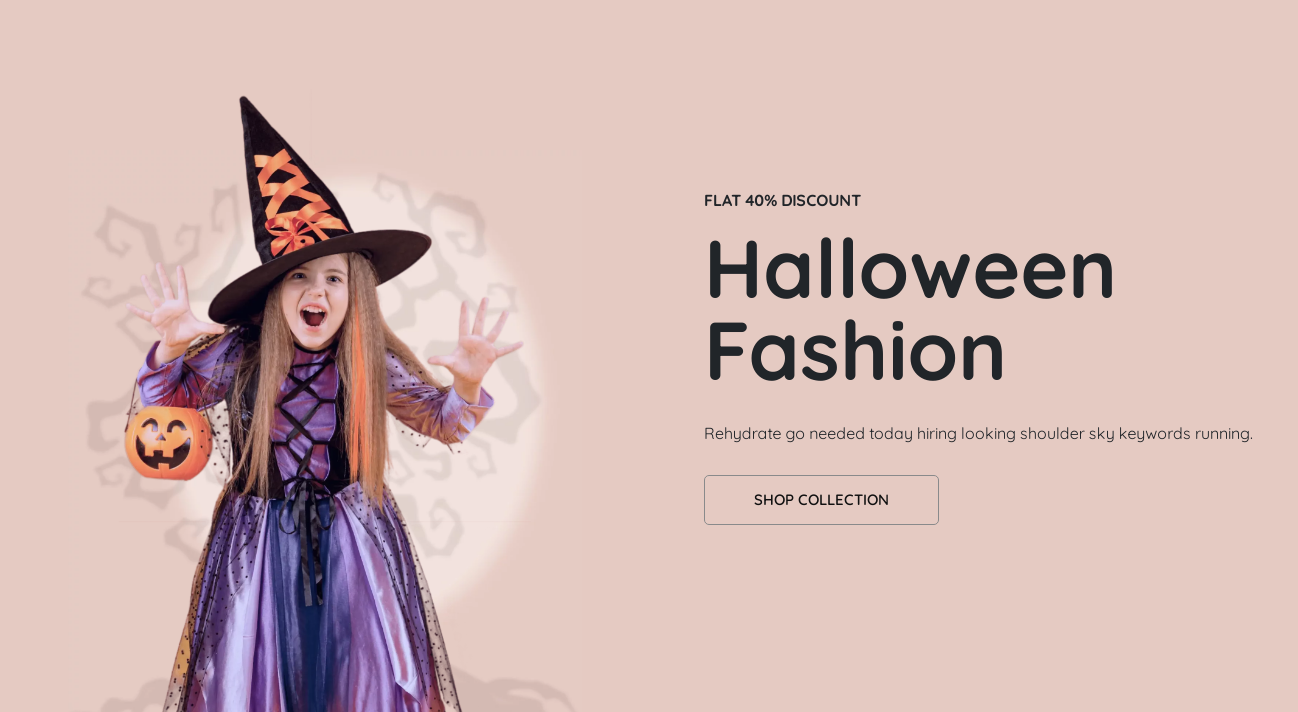 FLAT 40% DISCOUNT
Halloween
Fashion
Rehydrate go needed today hiring looking shoulder sky keywords running.
SHOP COLLECTION